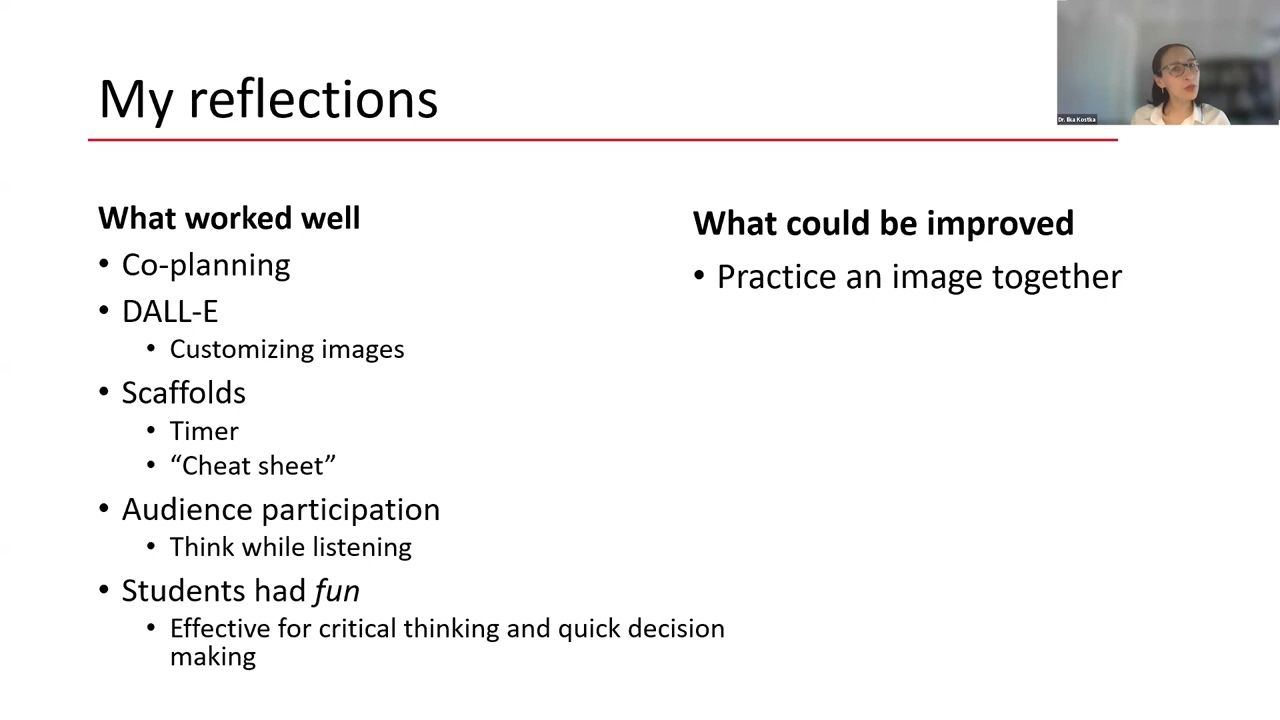 My reflections
Dr. Ilka Kostka
What worked well
• Co-planning
• DALL-E
• Customizing images
• Scaffolds
• Timer
• “Cheat sheet”
• Audience participation
• Think while listening
• Students had fun
• Effective for critical thinking and quick decision
making
What could be improved
• Practice an image together